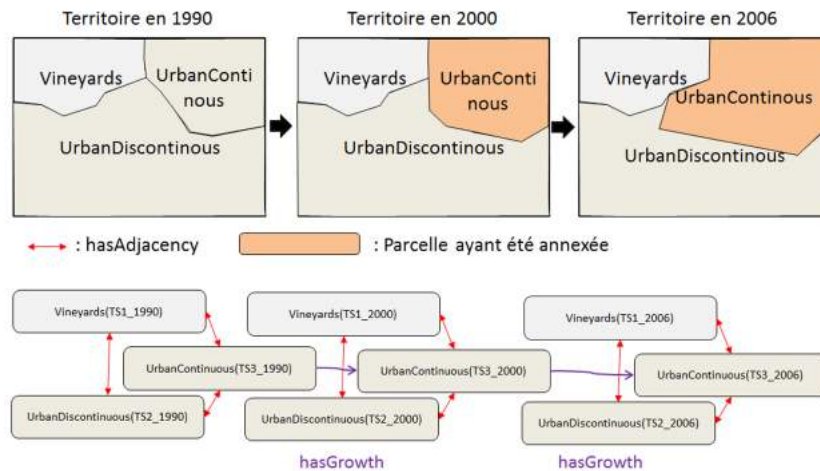 Territoire en 1990
Territoire en 2000
Territoire en 2006
Vineyards
UrbanConti
nous
UrbanDiscontinous
Vineyards
UrbanConti
nous
UrbanDiscontinous
Vineyards
UrbanContinous
UrbanDiscontinous
: hasAdjacency
: Parcelle ayant été annexée
Vineyards(TS1_1990)
UrbanContinuous(TS3_1990)
UrbanDiscontinuous(TS2_1990)
Vineyards(TS1_2000)
UrbanContinuous(TS3_2000)
UrbanDiscontinuous(TS2_2000)
Vineyards(TS1_2006)
UrbanContinuous(TS3_2006)
UrbanDiscontinuous(TS2_2006)
hasGrowth
hasGrowth